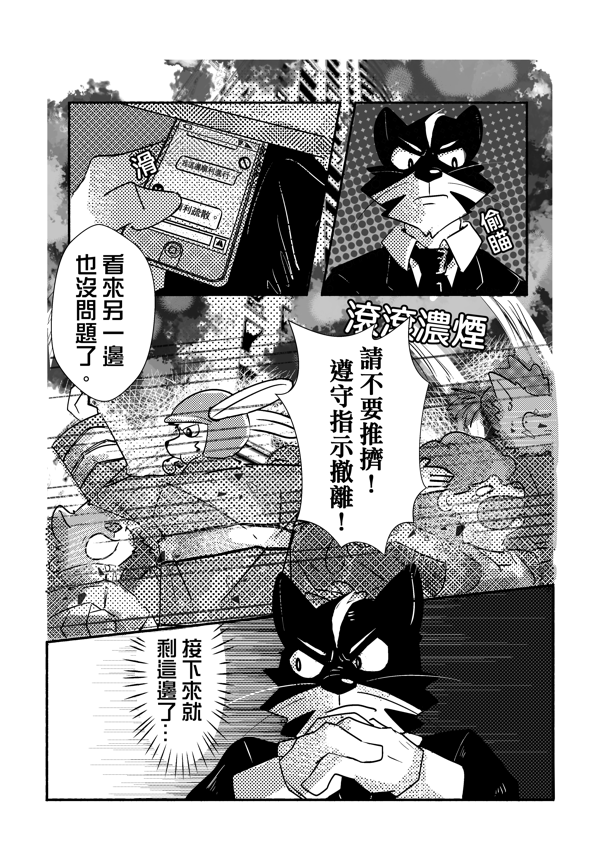 偷瞄
滑
利疏散。
看來另一邊
也沒問題了。
滾滾濃煙
請不要推擠！
遵守指示撤離！
接下來就
剩這邊了…